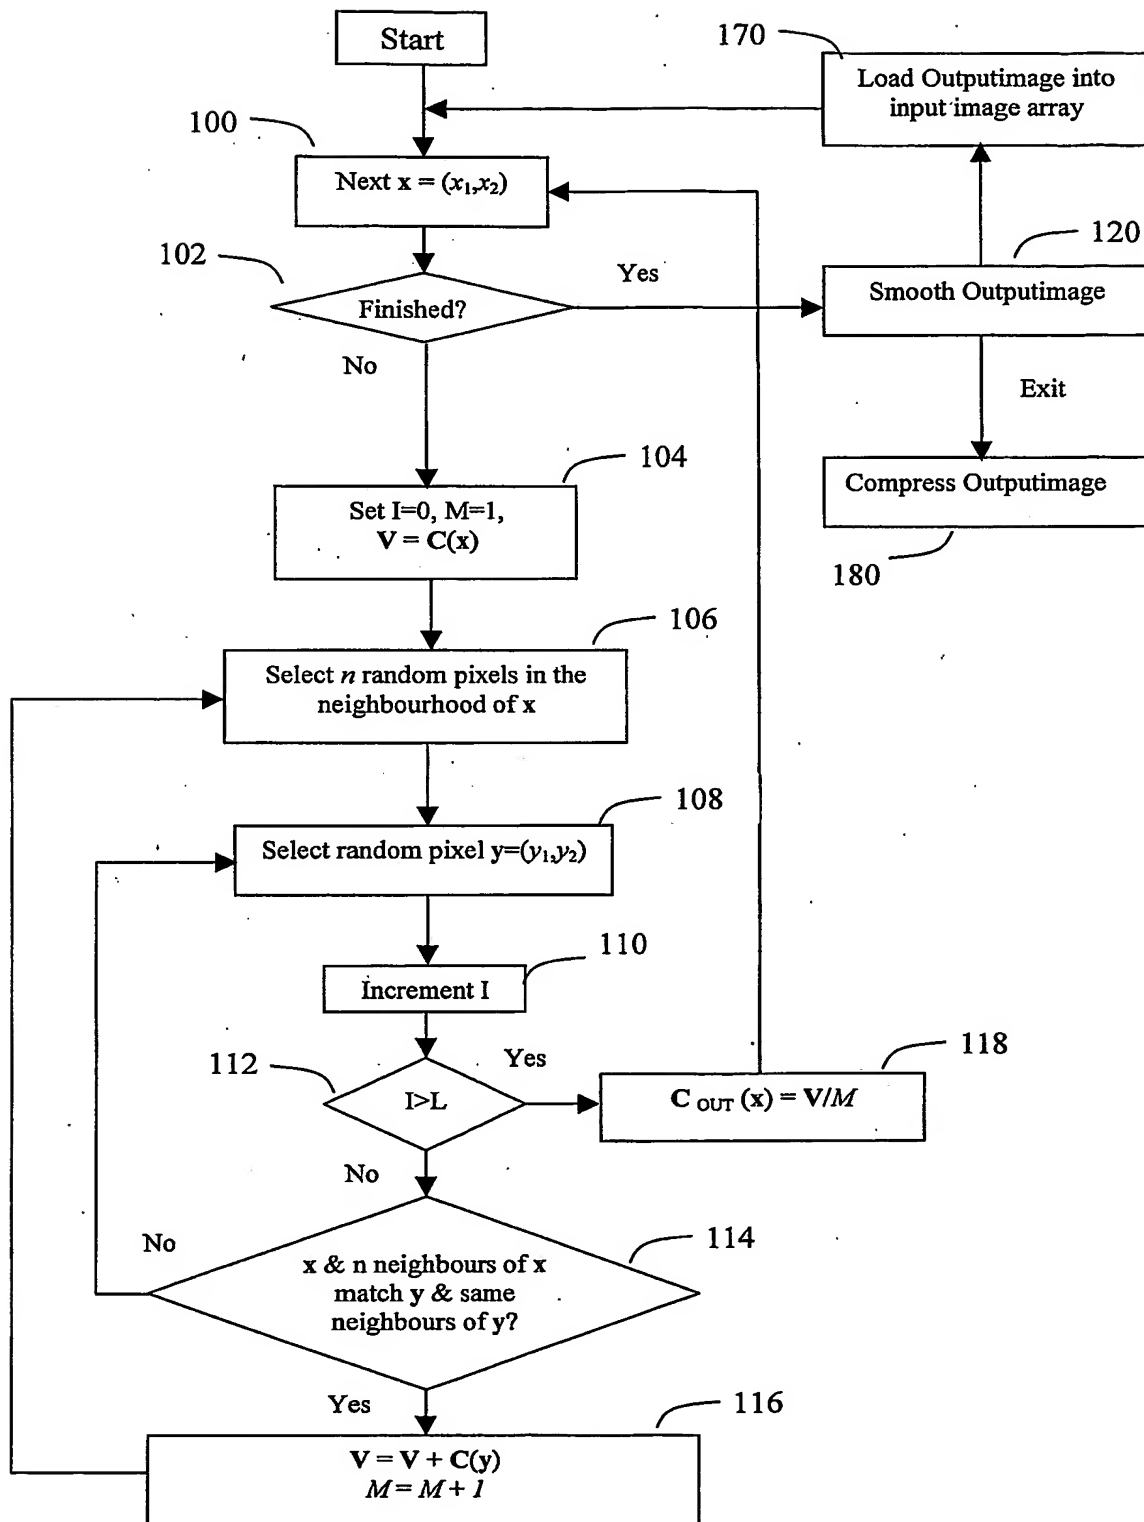 Start
170
Load Outputimage into
input image array
100
Next x = (x₁,x₂)
102
Finished?
Yes
120
Smooth Outputimage
No
Exit
104
Set I=0, M=1,
V = C(x)
Compress Outputimage
180
106
Select n random pixels in the
neighbourhood of x
108
Select random pixel y=(y₁,y₂)
110
Increment I
112
I>L
Yes
118
C OUT (x) = V/M
No
No
114
x & n neighbours of x
match y & same
neighbours of y?
Yes
116
V = V + C(y)
M = M + 1